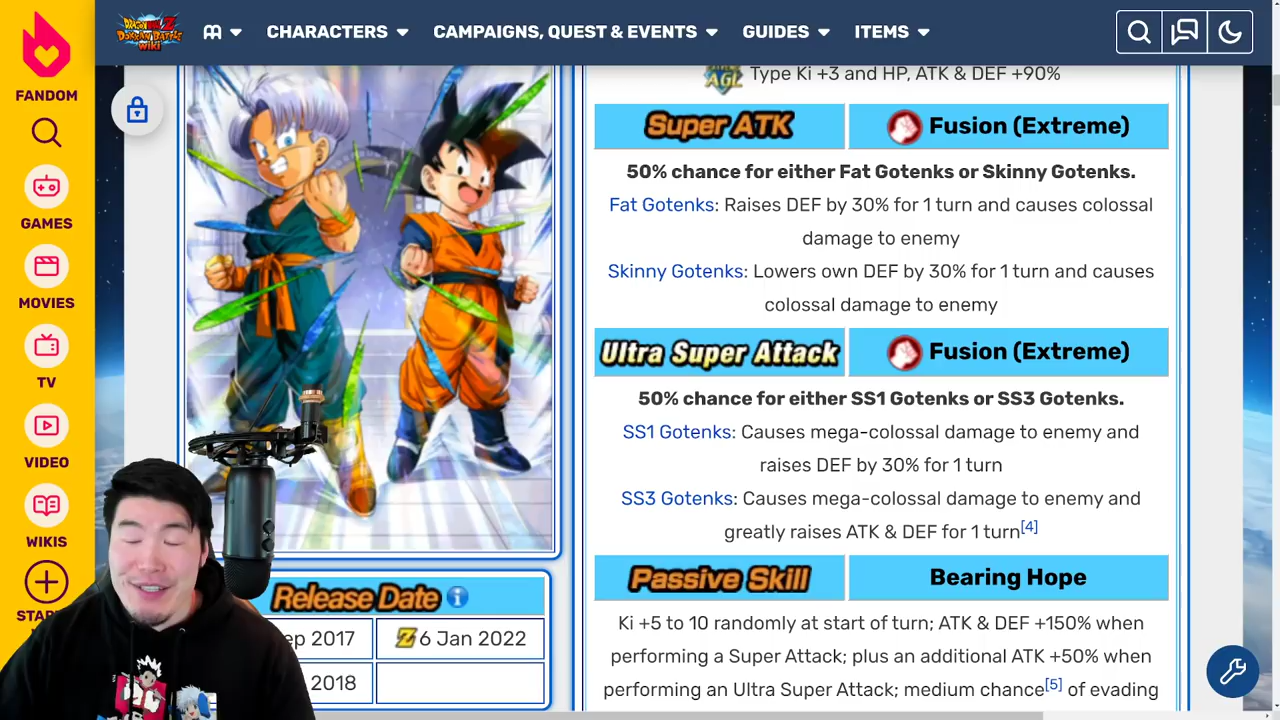 DRAGON BALL Z DOKKAN BATTLE WIKI
CHARACTERS
CAMPAIGNS, QUEST & EVENTS
GUIDES
ITEMS
FANDOM
GAMES
MOVIES
TV
VIDEO
WIKIS
STAR
AGL Type Ki +3 and HP, ATK & DEF +90%
Super ATK Fusion (Extreme)
50% chance for either Fat Gotenks or Skinny Gotenks.
Fat Gotenks: Raises DEF by 30% for 1 turn and causes colossal
damage to enemy
Skinny Gotenks: Lowers own DEF by 30% for 1 turn and causes
colossal damage to enemy
Ultra Super Attack Fusion (Extreme)
50% chance for either SS1 Gotenks or SS3 Gotenks.
SS1 Gotenks: Causes mega-colossal damage to enemy and
raises DEF by 30% for 1 turn
SS3 Gotenks: Causes mega-colossal damage to enemy and
greatly raises ATK & DEF for 1 turn[4]
Passive Skill Bearing Hope
Ki +5 to 10 randomly at start of turn; ATK & DEF +150% when
performing a Super Attack; plus an additional ATK +50% when
performing an Ultra Super Attack; medium chance[5] of evading
Release Date
ep 2017 Z 6 Jan 2022
2018